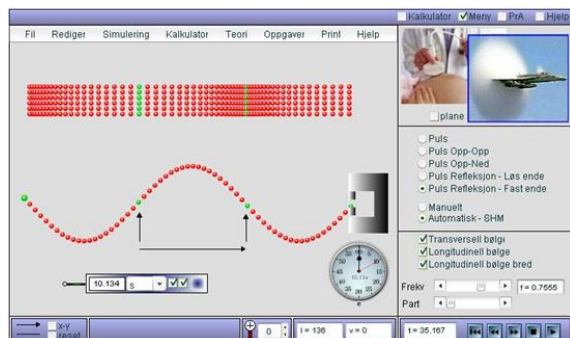 Kalkulator Meny PrA Hjelp
Fil Rediger Simulering Kalkulator Teori Oppgaver Print Hjelp
plane
Puls
Puls Opp-Opp
Puls Opp-Ned
Puls Refleksjon - Løs ende
Puls Refleksjon - Fast ende
Manuelt
Automatisk - SHM
Transversell bølge
Longitudinell bølge
Longitudinell bølge bred
Frekv f = 0.7555
Part
10.134 s
x-y
reset
0 l = 136 v = 0 t = 35.167